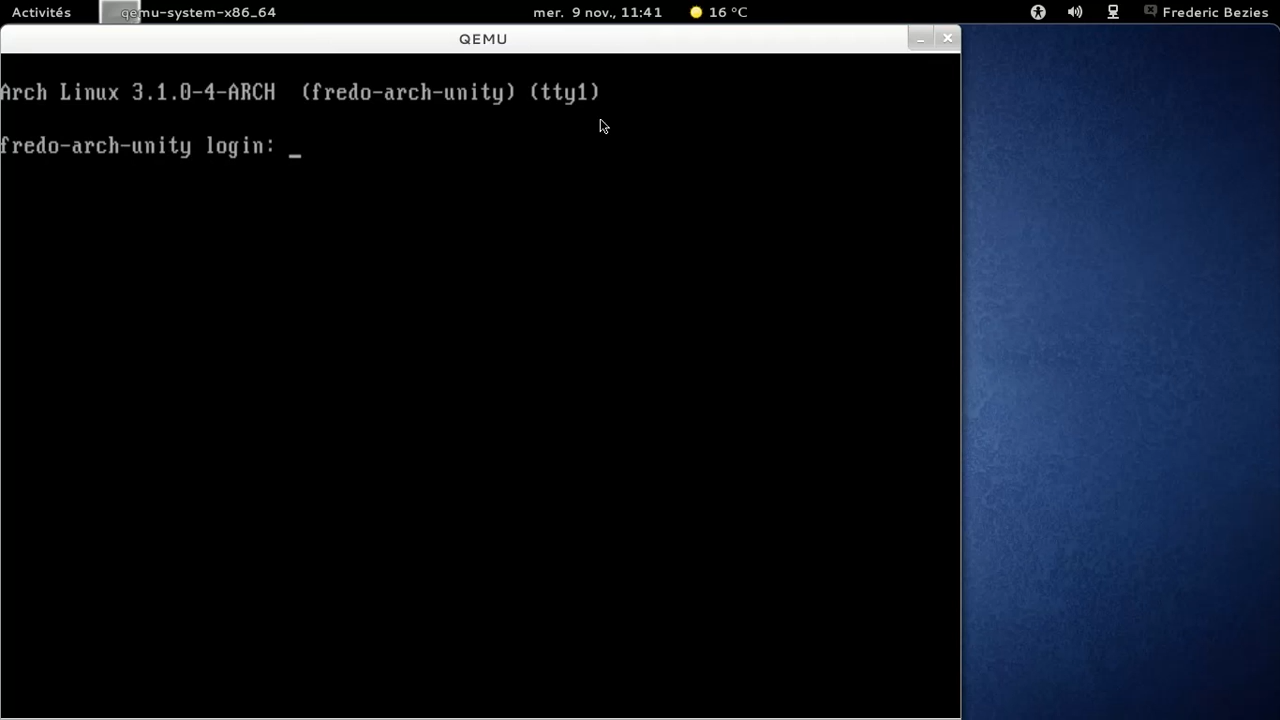 Activités qemu-system-x86_64 mer. 9 nov., 11:41 16 °C Frederic Bezies
QEMU
Arch Linux 3.1.0-4-ARCH (fredo-arch-unity) (tty1)
fredo-arch-unity login: _